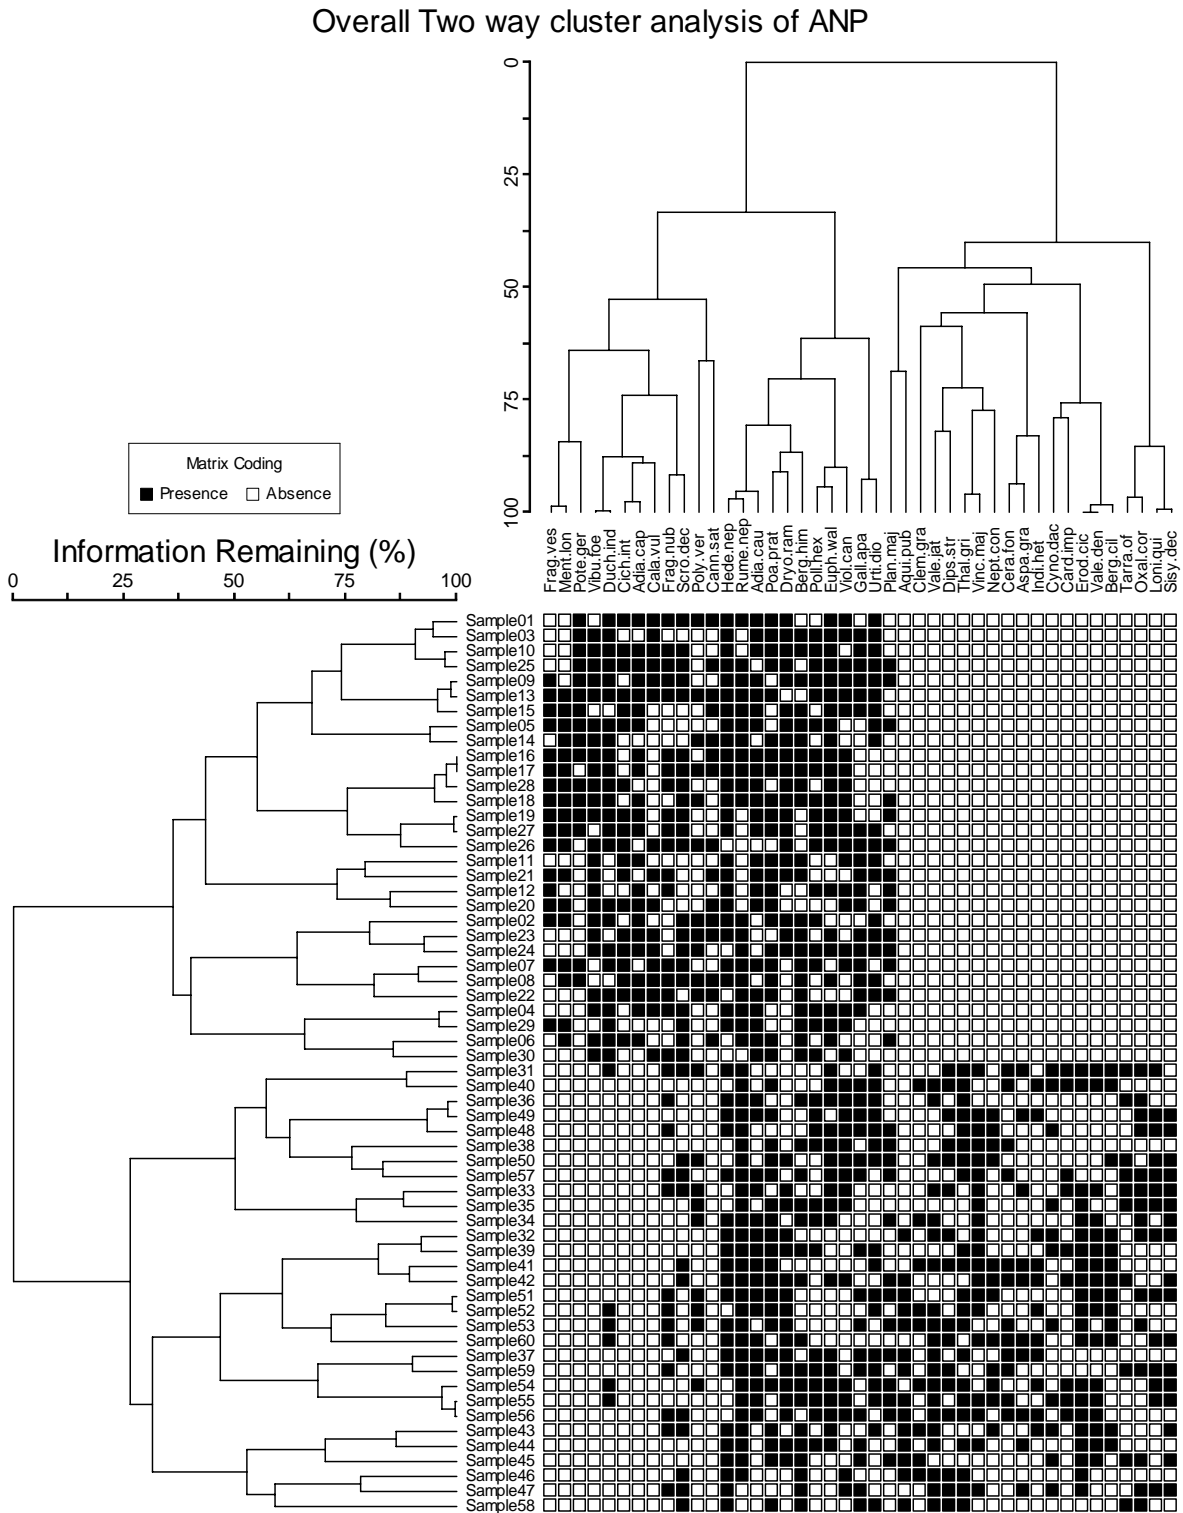 Overall Two way cluster analysis of ANP
0
25
50
75
100
Matrix Coding
Presence Absence
Information Remaining (%)
0 25 50 75 100
Frag.ves
Ment.lon
Pote.ger
Vibu.foe
Duch.ind
Cich.int
Adia.cap
Cala.vul
Frag.nub
Scro.dec
Poly.ver
Cann.sat
Hede.nep
Rume.nep
Adia.cau
Poa.prat
Dryo.ram
Berg.him
Poll.hex
Euph.wal
Viol.can
Gall.apa
Urti.dio
Plan.maj
Aqui.pub
Clem.gra
Vale.jat
Dips.str
Thal.gri
Vinc.maj
Nept.con
Cera.fon
Aspa.gra
Indi.het
Cyno.dac
Card.imp
Erod.cic
Vale.den
Berg.cil
Tarra.of
Oxal.cor
Loni.qui
Sisy.dec
Sample01
Sample03
Sample10
Sample25
Sample09
Sample13
Sample15
Sample05
Sample14
Sample16
Sample17
Sample28
Sample18
Sample19
Sample27
Sample26
Sample11
Sample21
Sample12
Sample20
Sample02
Sample23
Sample24
Sample07
Sample08
Sample22
Sample04
Sample29
Sample06
Sample30
Sample31
Sample40
Sample36
Sample49
Sample48
Sample38
Sample50
Sample57
Sample33
Sample35
Sample34
Sample32
Sample39
Sample41
Sample42
Sample51
Sample52
Sample53
Sample60
Sample37
Sample59
Sample54
Sample55
Sample56
Sample43
Sample44
Sample45
Sample46
Sample47
Sample58